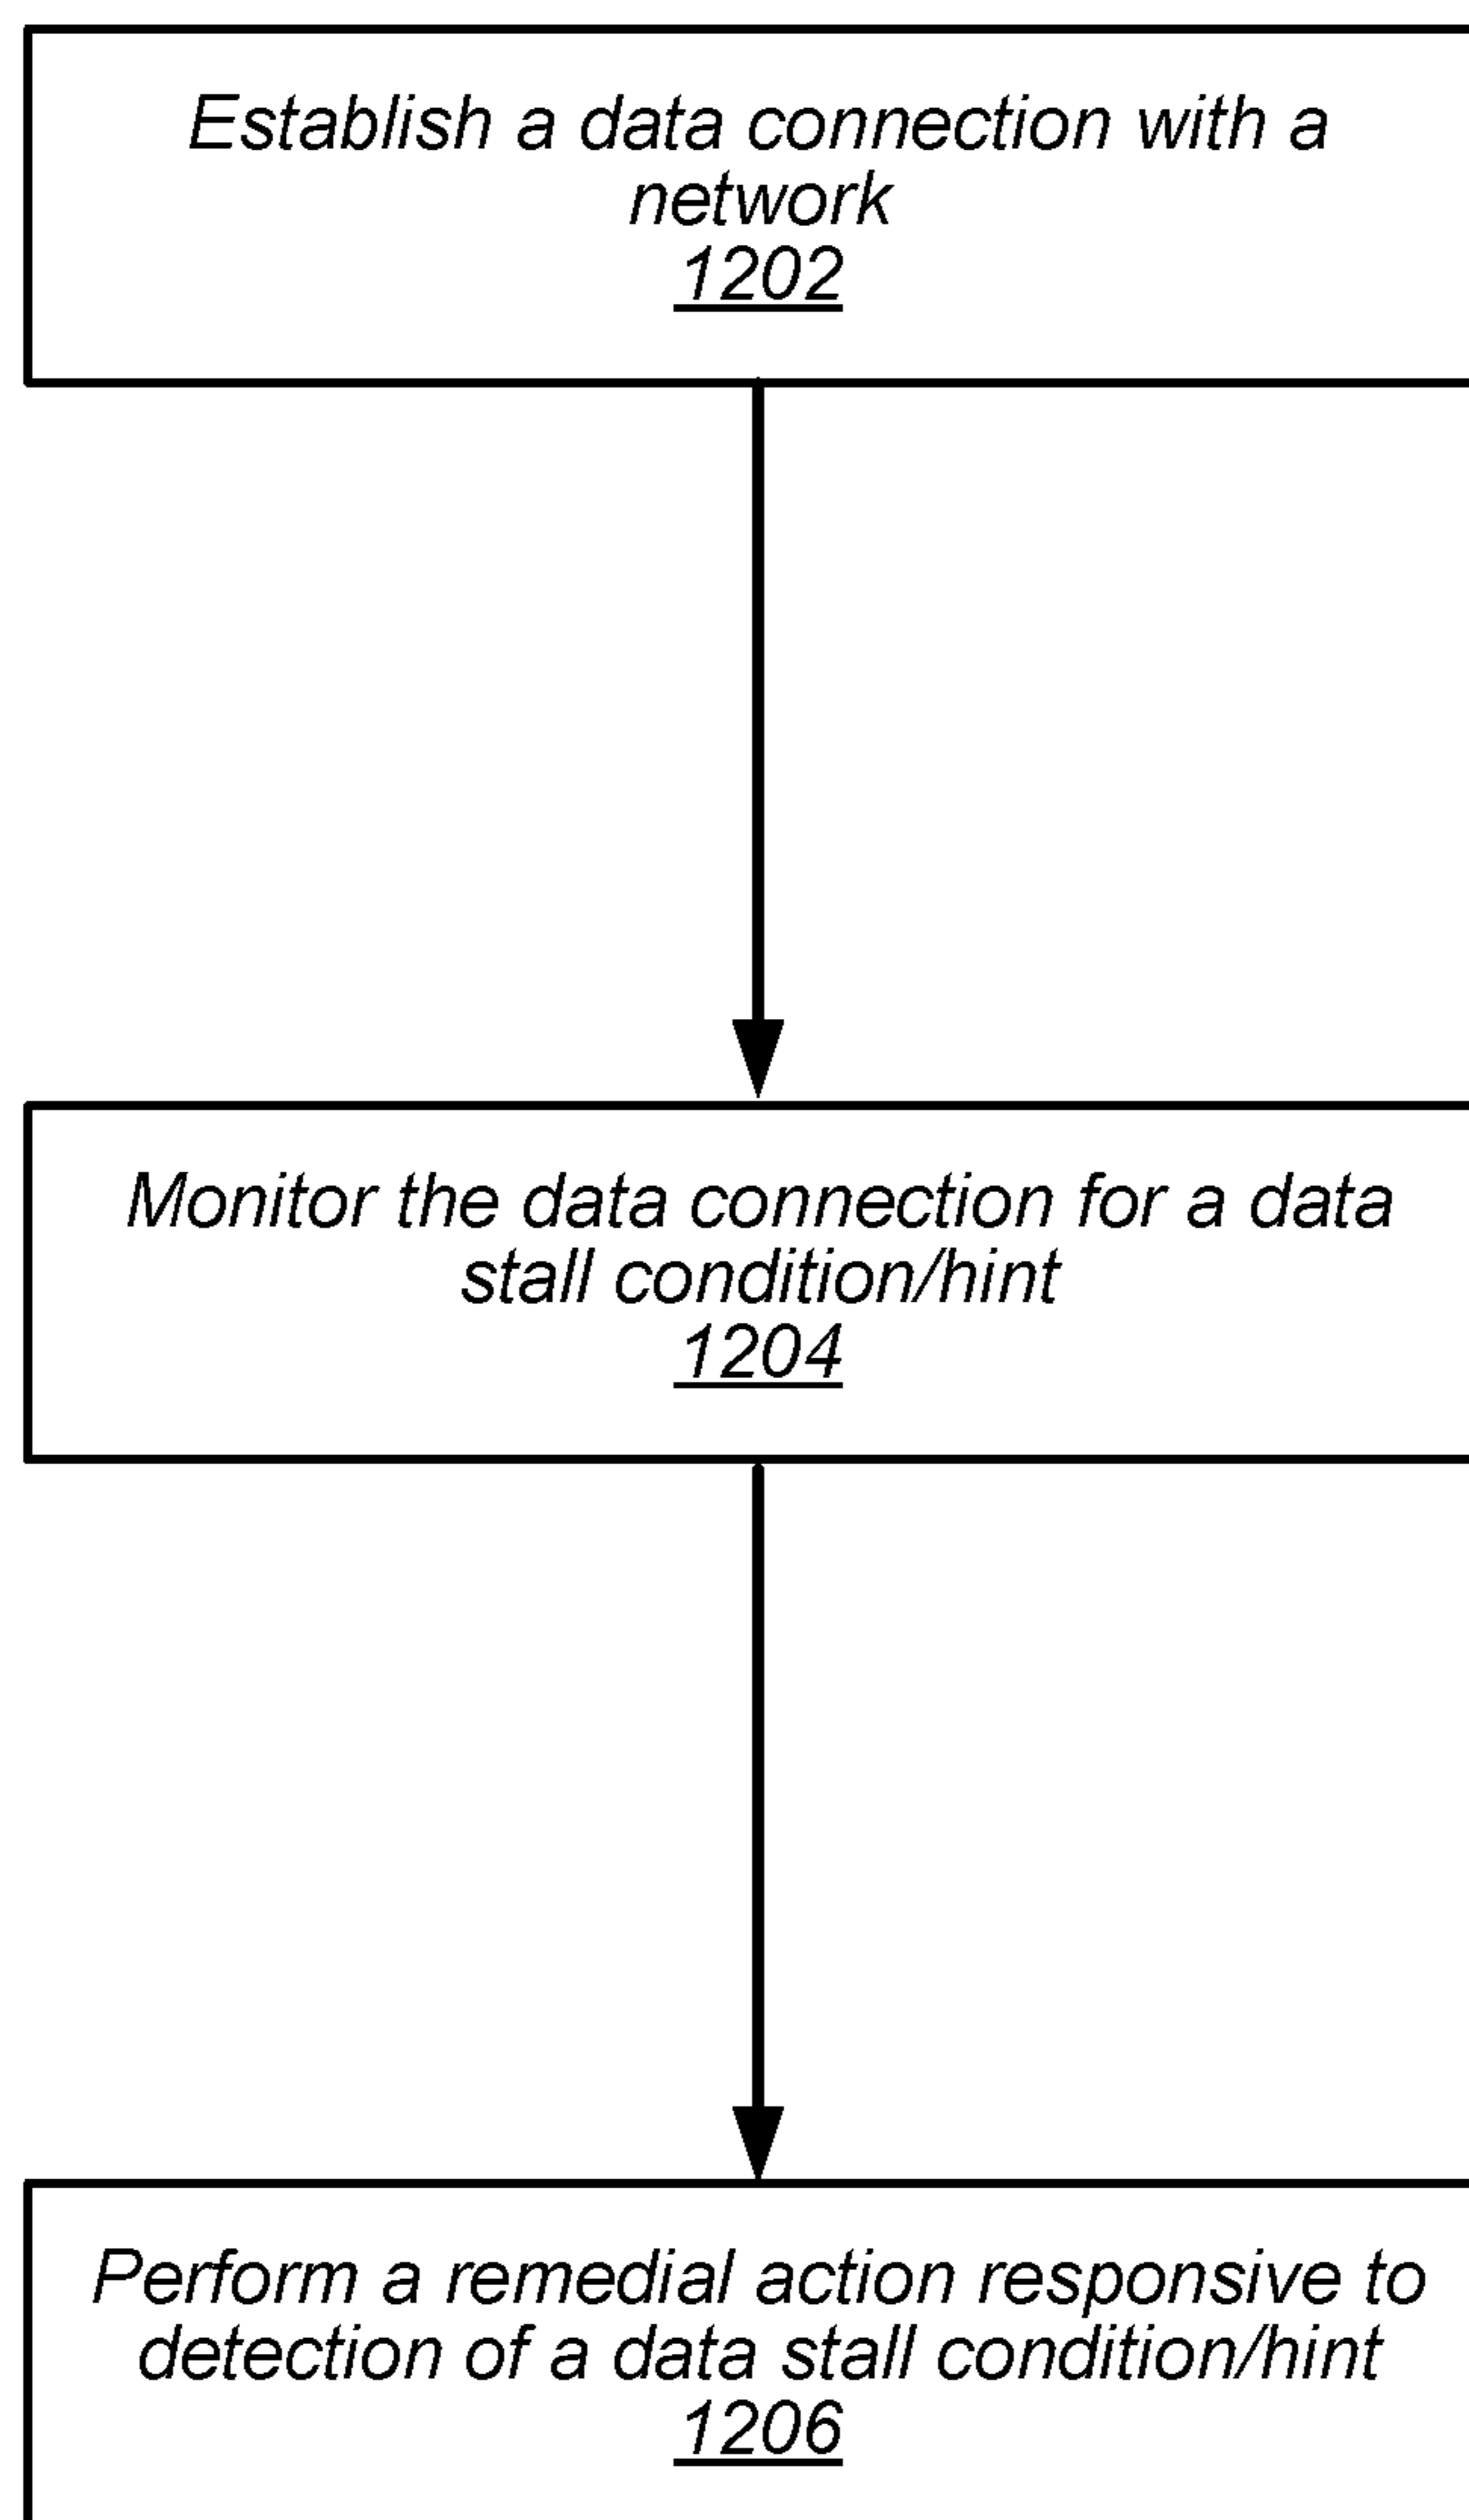 Establish a data connection with a
network
1202
Monitor the data connection for a data
stall condition/hint
1204
Perform a remedial action responsive to
detection of a data stall condition/hint
1206